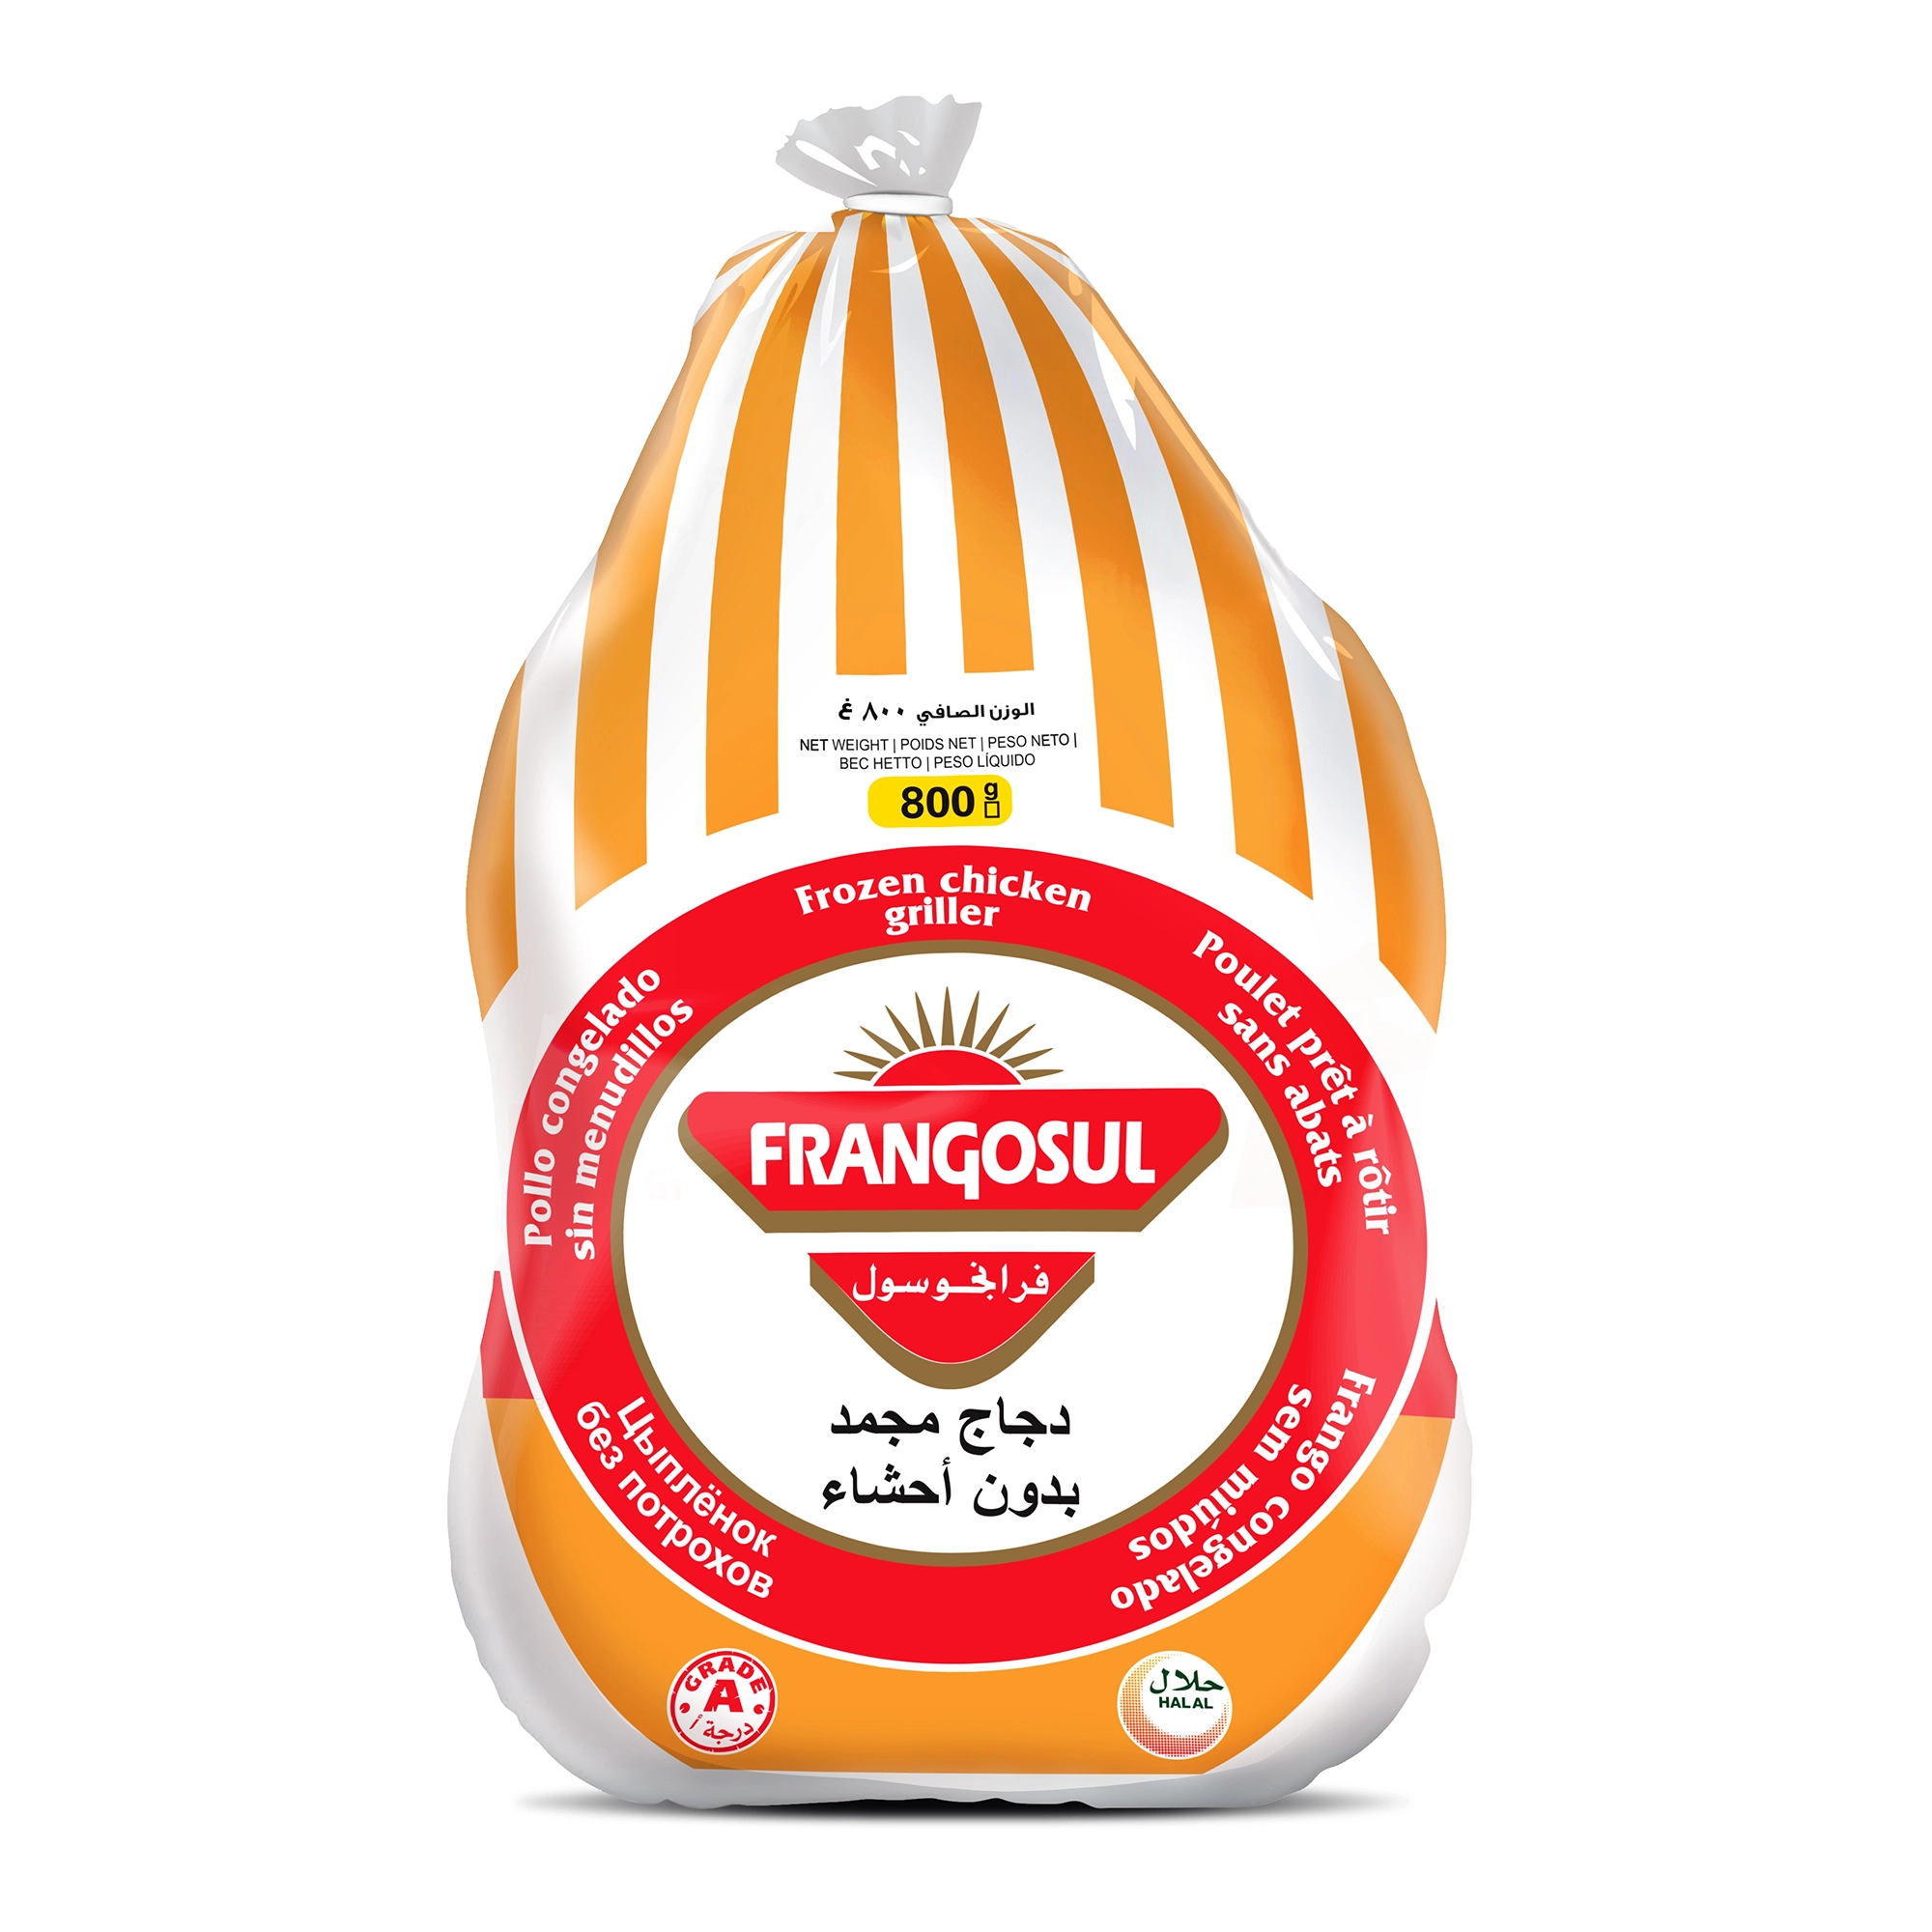 الوزن الصافي ٨٠٠ غ
NET WEIGHT | POIDS NET | PESO NETO |
ВЕС НЕТТО | PESO LÍQUIDO
800 g
Frozen chicken
griller
Poulet prêt à rôtir
sans abats
Pollo congelado
sin menudillos
FRANGOSUL
فرانجوسول
دجاج مجمد
بدون أحشاء
Цыплёнок
без потрохов
Frango congelado
sem miúdos
GRADE
A
درجة أ
حلال
HALAL